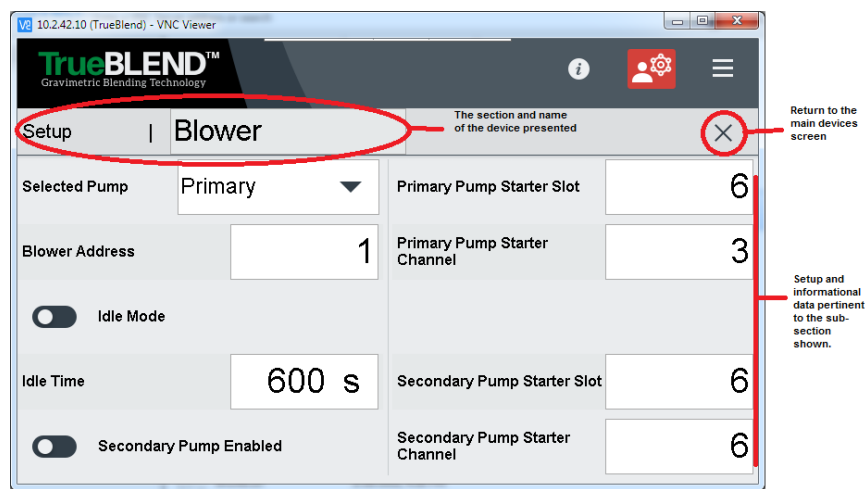 10.2.42.10 (TrueBlend) - VNC Viewer
TrueBLEND™
Gravimetric Blending Technology
Setup | Blower
The section and name
of the device presented
Return to the
main devices
screen
Selected Pump Primary Primary Pump Starter Slot 6
Blower Address 1 Primary Pump Starter
Channel 3
Idle Mode
Setup and
informational
data pertinent
to the sub-
section
shown.
Idle Time 600 s Secondary Pump Starter Slot 6
Secondary Pump Enabled Secondary Pump Starter
Channel 6